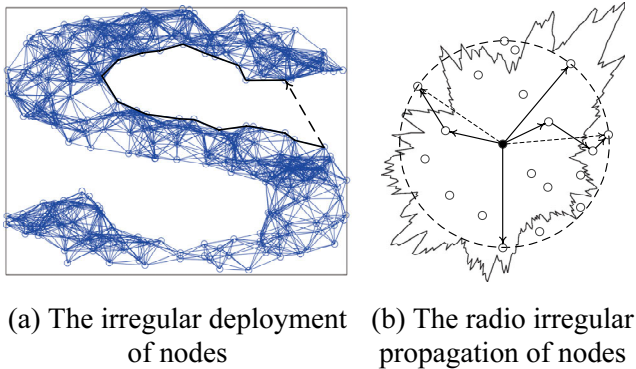 (a) The irregular deployment
of nodes
(b) The radio irregular
propagation of nodes